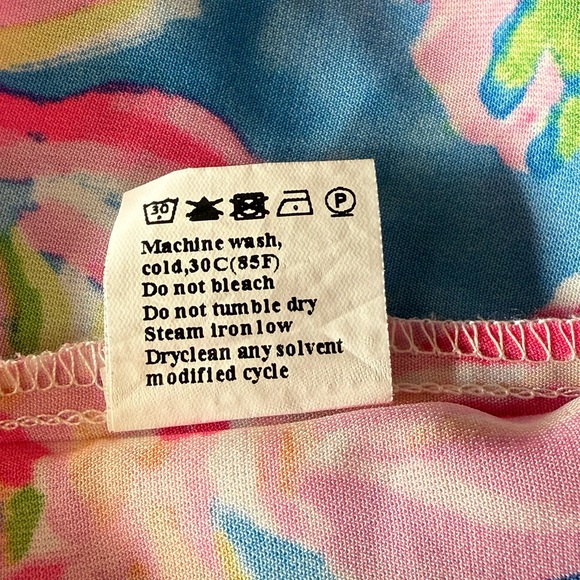 30
P
Machine wash,
cold,30C(85F)
Do not bleach
Do not tumble dry
Steam iron low
Dryclean any solvent
modified cycle